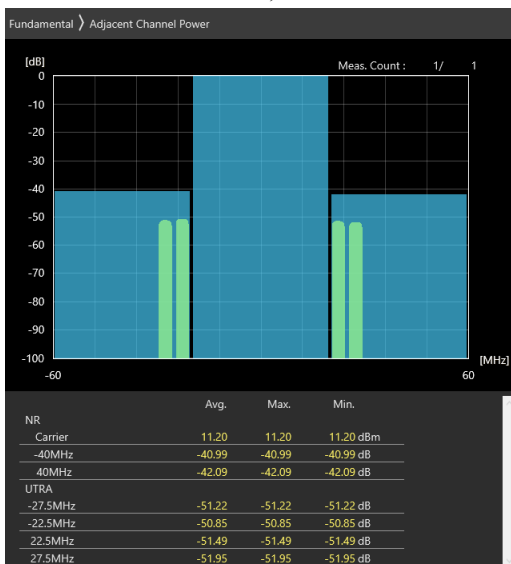 Fundamental 〉 Adjacent Channel Power
[dB]
Meas. Count : 1/ 1
0
-10
-20
-30
-40
-50
-60
-70
-80
-90
-100
[MHz]
-60 60
Avg. Max. Min.
NR
Carrier 11.20 11.20 11.20 dBm
-40MHz -40.99 -40.99 -40.99 dB
40MHz -42.09 -42.09 -42.09 dB
UTRA
-27.5MHz -51.22 -51.22 -51.22 dB
-22.5MHz -50.85 -50.85 -50.85 dB
22.5MHz -51.49 -51.49 -51.49 dB
27.5MHz -51.95 -51.95 -51.95 dB